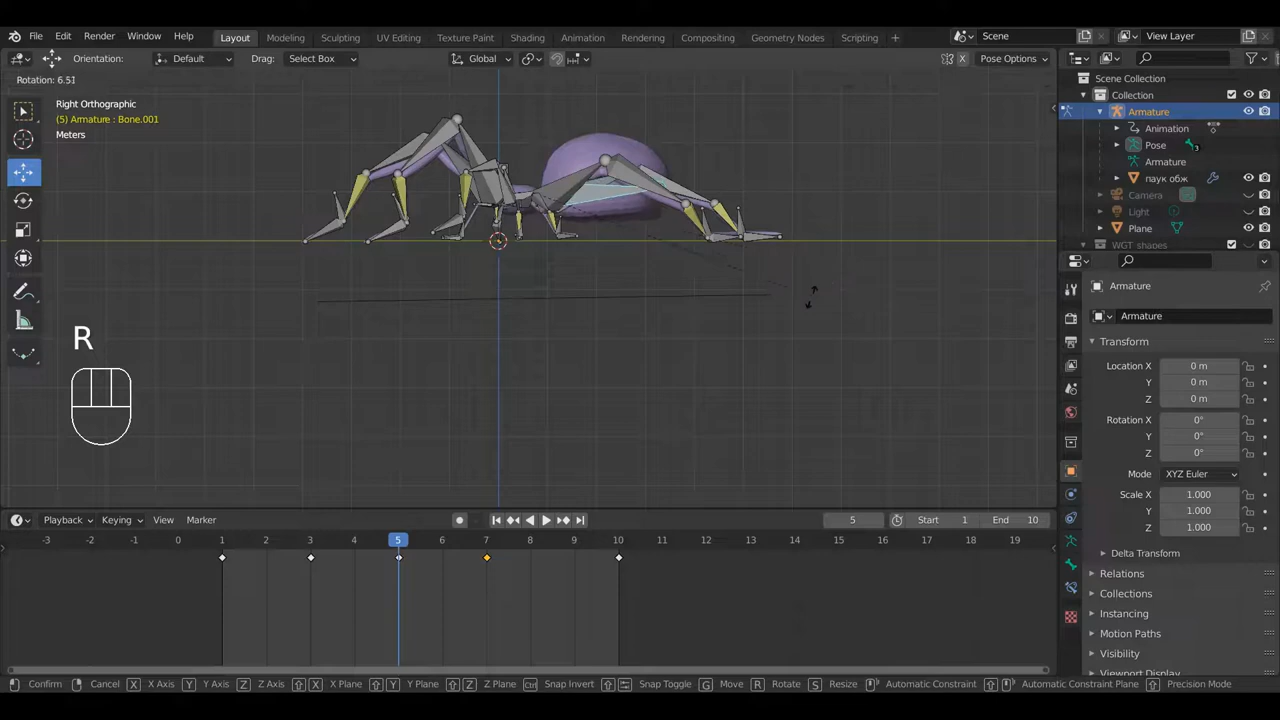 File Edit Render Window Help Layout Modeling Sculpting UV Editing Texture Paint Shading Animation Rendering Compositing Geometry Nodes Scripting + Scene View Layer
Orientation: Default Drag: Select Box Global X Pose Options
Rotation: 6.51
Right Orthographic
(5) Armature : Bone.001
Meters
R
Scene Collection
Collection
Armature
Animation
Pose 3
Armature
паук обж
Camera
Light
Plane
WGT_shapes
Armature
Armature
Transform
Location X 0 m
Y 0 m
Z 0 m
Rotation X 0°
Y 0°
Z 0°
Mode XYZ Euler
Scale X 1.000
Y 1.000
Z 1.000
Delta Transform
Relations
Collections
Instancing
Motion Paths
Visibility
Viewport Display
Playback Keying View Marker 5 Start 1 End 10
-3 -2 -1 0 1 2 3 4 5 6 7 8 9 10 11 12 13 14 15 16 17 18 19
Confirm Cancel X X Axis Y Y Axis Z Z Axis X X Plane Y Y Plane Z Z Plane Ctrl Snap Invert Snap Toggle G Move R Rotate S Resize Automatic Constraint Automatic Constraint Plane Precision Mode